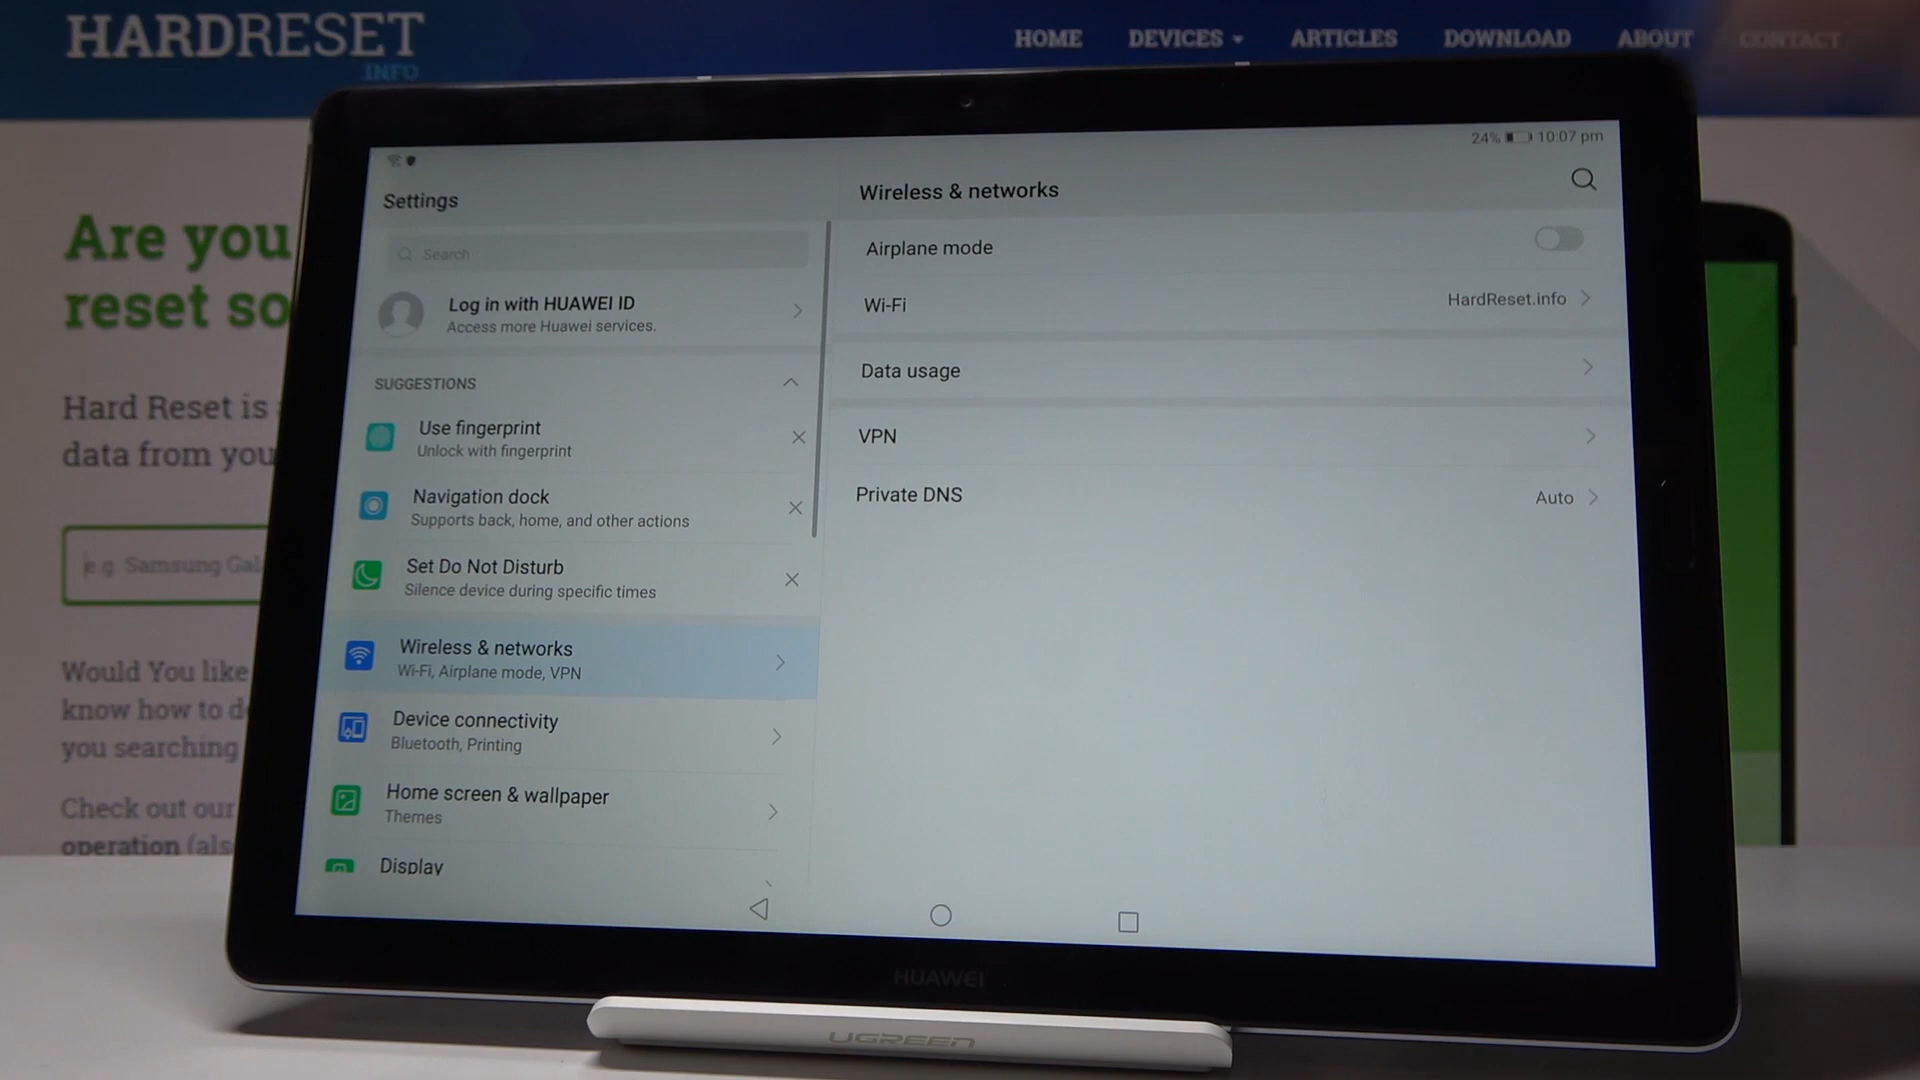 HARDRESET
.INFO
HOME
DEVICES
ARTICLES
DOWNLOAD
ABOUT
CONTACT
Are you
reset so
Hard Reset is
data from you
e.g. Samsung Gal
Would You like
know how to d
you searching
Check out our
operation (als
24%
10:07 pm
Settings
Search
Log in with HUAWEI ID
Access more Huawei services.
SUGGESTIONS
Use fingerprint
Unlock with fingerprint
Navigation dock
Supports back, home, and other actions
Set Do Not Disturb
Silence device during specific times
Wireless & networks
Wi-Fi, Airplane mode, VPN
Device connectivity
Bluetooth, Printing
Home screen & wallpaper
Themes
Display
Wireless & networks
Airplane mode
Wi-Fi HardReset.info
Data usage
VPN
Private DNS Auto
HUAWEI
UGREEN